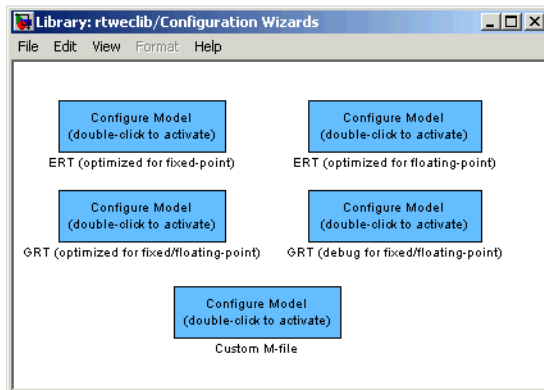 Library: rtweclib/Configuration Wizards
File Edit View Format Help
Configure Model
(double-click to activate)
ERT (optimized for fixed-point)
Configure Model
(double-click to activate)
ERT (optimized for floating-point)
Configure Model
(double-click to activate)
GRT (optimized for fixed/floating-point)
Configure Model
(double-click to activate)
GRT (debug for fixed/floating-point)
Configure Model
(double-click to activate)
Custom M-file